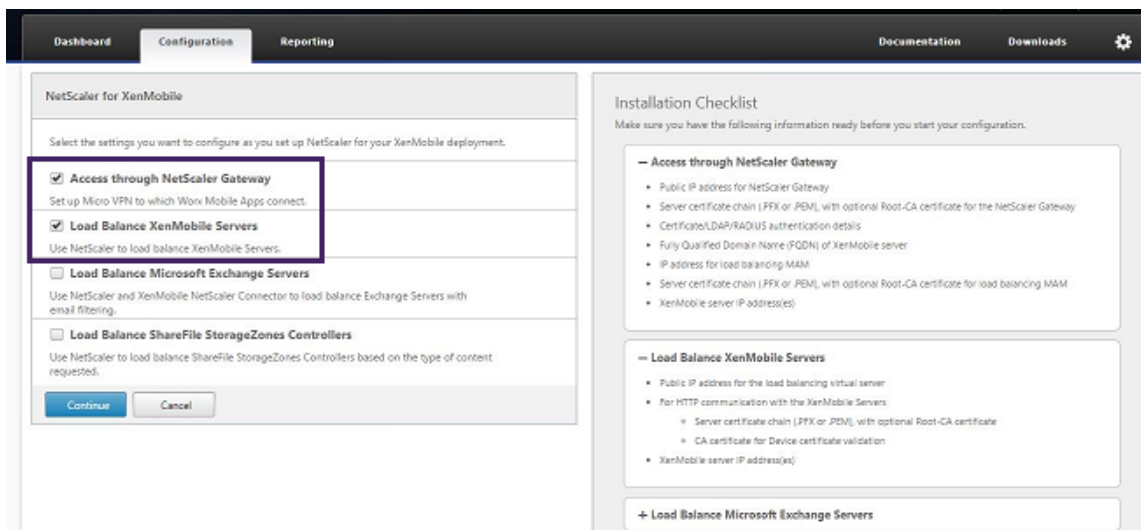 Dashboard
Configuration
Reporting
Documentation
Downloads
NetScaler for XenMobile
Select the settings you want to configure as you set up NetScaler for your XenMobile deployment.
Access through NetScaler Gateway
Set up Micro VPN to which Worx Mobile Apps connect.
Load Balance XenMobile Servers
Use NetScaler to load balance XenMobile Servers.
Load Balance Microsoft Exchange Servers
Use NetScaler and XenMobile NetScaler Connector to load balance Exchange Servers with
email filtering.
Load Balance ShareFile StorageZones Controllers
Use NetScaler to load balance ShareFile StorageZones Controllers based on the type of content
requested.
Continue
Cancel
Installation Checklist
Make sure you have the following information ready before you start your configuration.
Access through NetScaler Gateway
Public IP address for NetScaler Gateway
Server certificate chain (.PFX or .PEM), with optional Root-CA certificate for the NetScaler Gateway
Certificate/LDAP/RADIUS authentication details
Fully Qualified Domain Name (FQDN) of XenMobile server
IP address for load balancing MAM
Server certificate chain (.PFX or .PEM), with optional Root-CA certificate for load balancing MAM
XenMobile server IP address(es)
Load Balance XenMobile Servers
Public IP address for the load balancing virtual server
For HTTP communication with the XenMobile Servers
Server certificate chain (.PFX or .PEM), with optional Root-CA certificate
CA certificate for Device certificate validation
XenMobile server IP address(es)
Load Balance Microsoft Exchange Servers